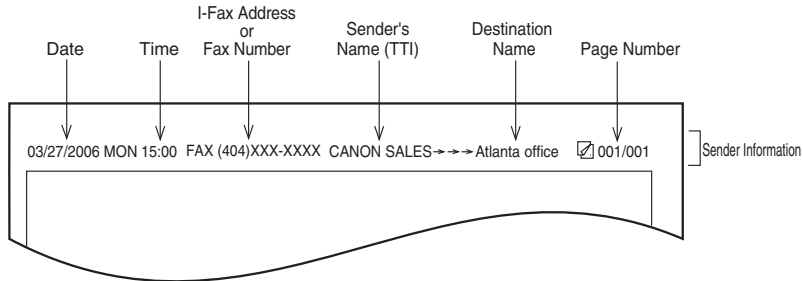 I-Fax Address
or
Fax Number
Sender's
Name (TTI)
Destination
Name
Date
Time
Page Number
03/27/2006 MON 15:00 FAX (404)XXX-XXXX CANON SALES➝➝➝Atlanta office 001/001
Sender Information